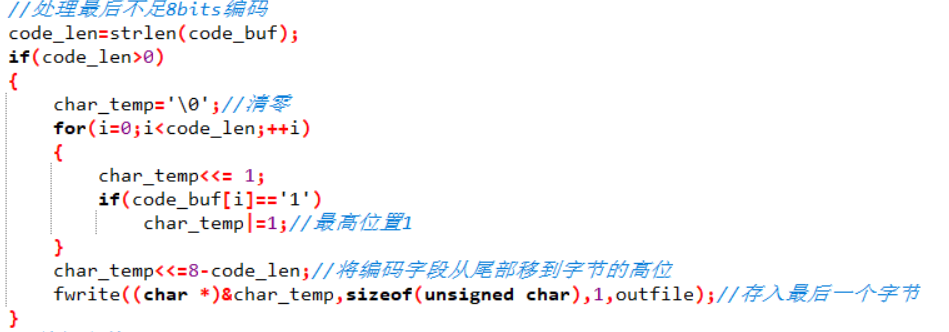 //处理最后不足8bits编码
code_len=strlen(code_buf);
if(code_len>0)
{
char_temp='\0';//清零
for(i=0;i<code_len;++i)
{
char_temp<<= 1;
if(code_buf[i]=='1')
char_temp|=1;//最高位置1
}
char_temp<<=8-code_len;//将编码字段从尾部移到字节的高位
fwrite((char *)&char_temp,sizeof(unsigned char),1,outfile);//存入最后一个字节
}